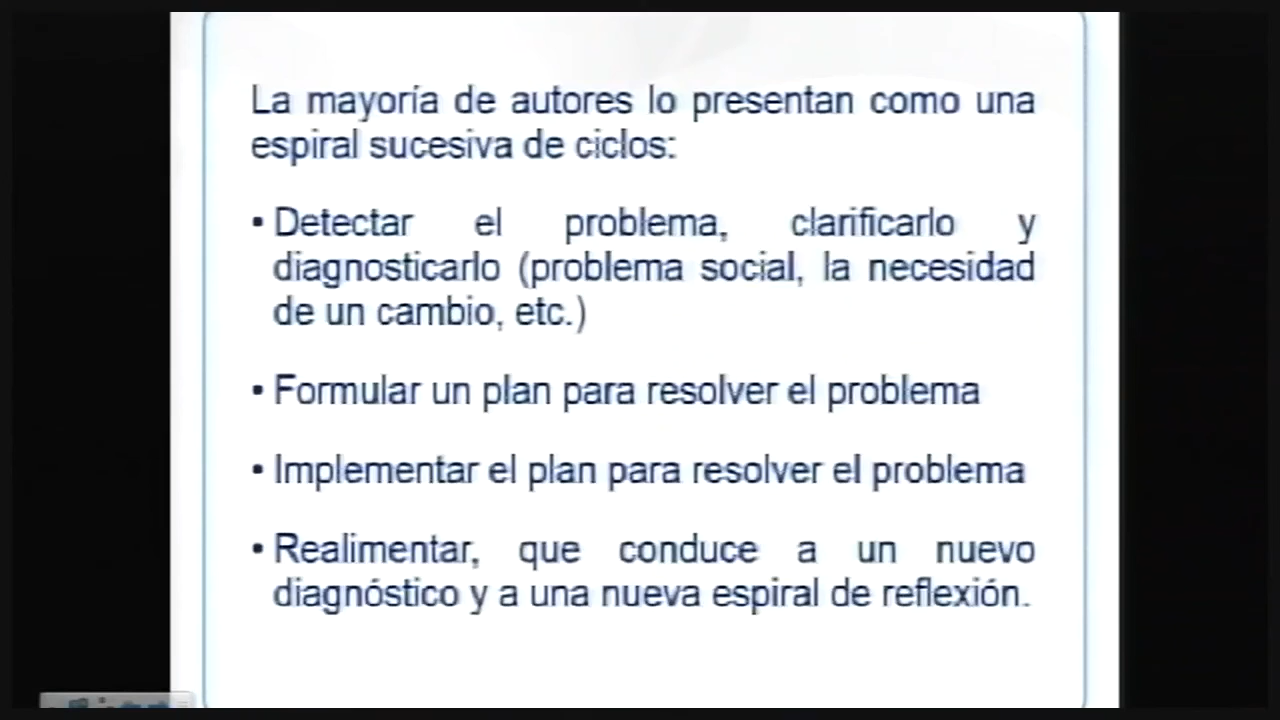 La mayoría de autores lo presentan como una
espiral sucesiva de ciclos:
• Detectar el problema, clarificarlo y
diagnosticarlo (problema social, la necesidad
de un cambio, etc.)
• Formular un plan para resolver el problema
• Implementar el plan para resolver el problema
• Realimentar, que conduce a un nuevo
diagnóstico y a una nueva espiral de reflexión.